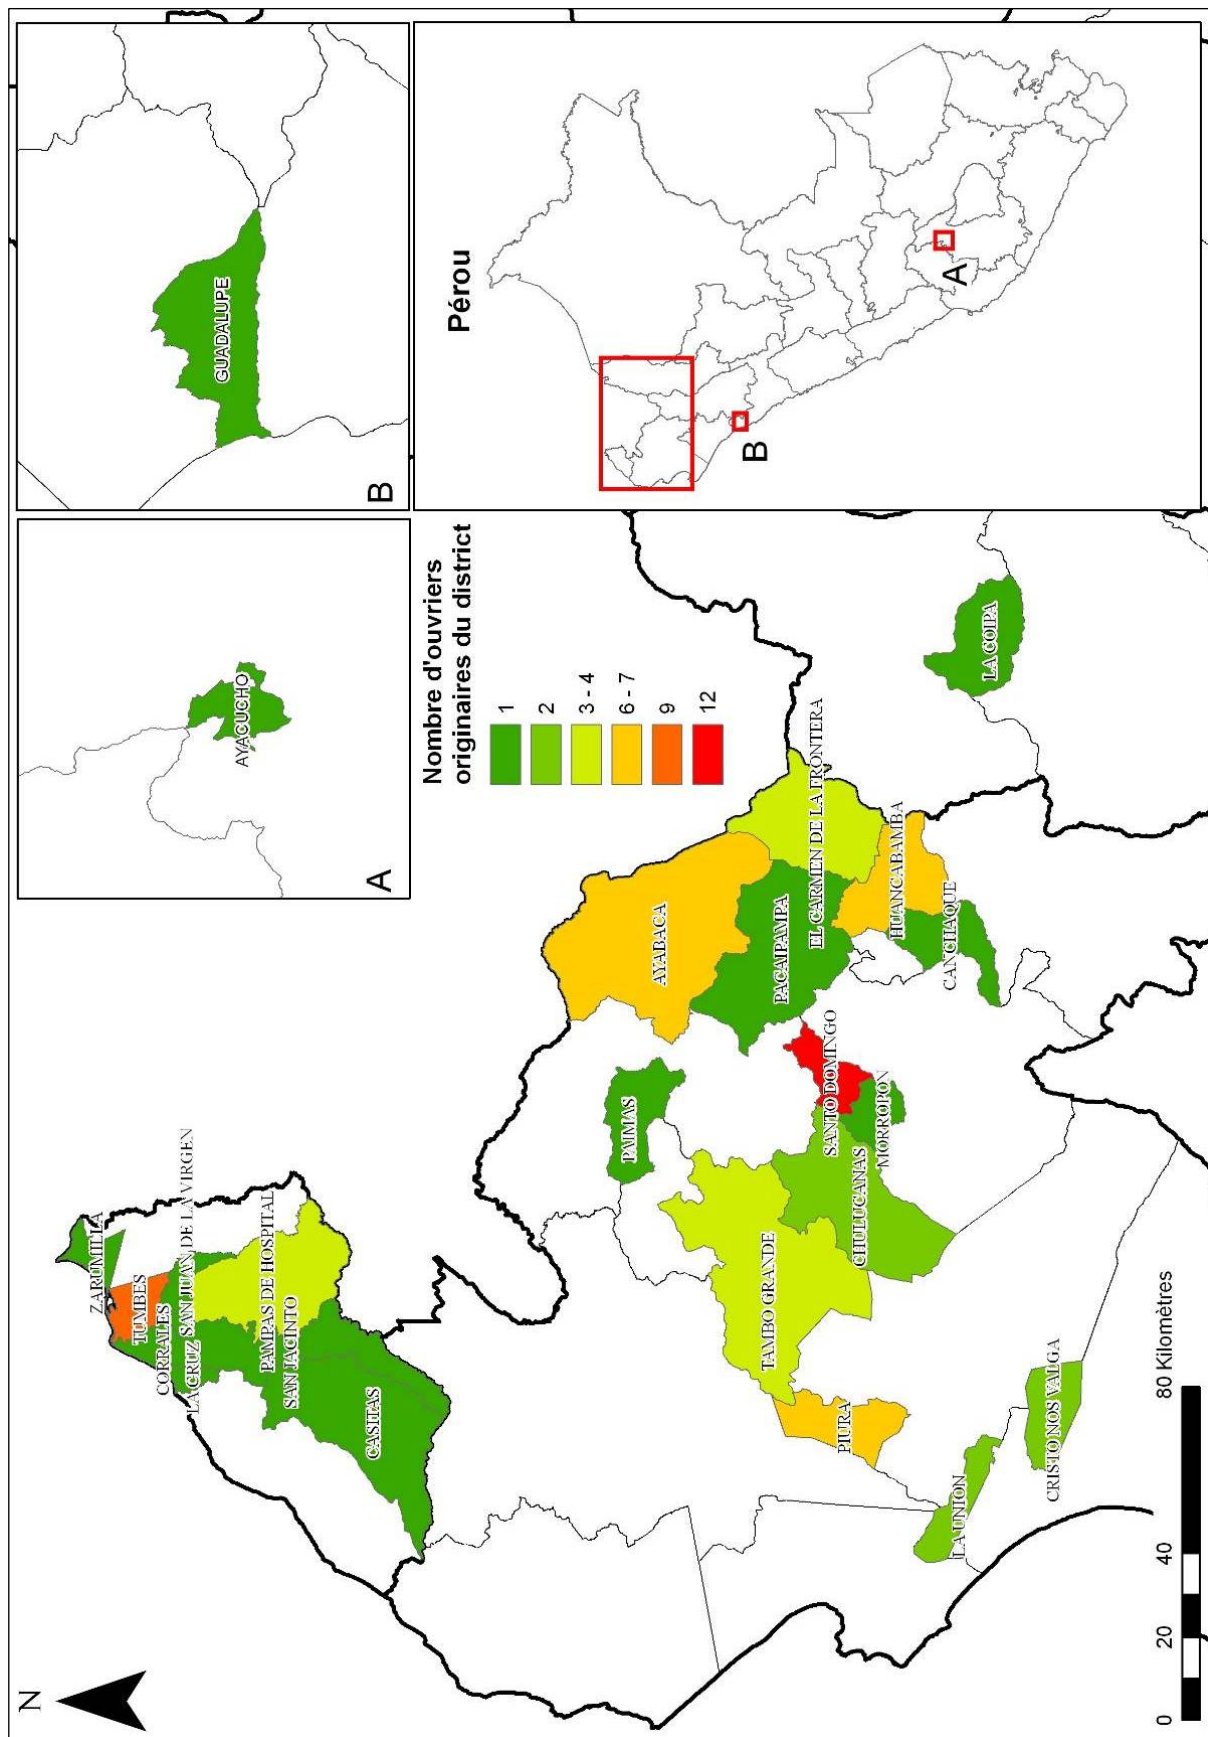 N
ZARUMILLA
TUMBES
CORRALES
LA CRUZ
SAN JUAN DE LA VIRGEN
PAMPAS DE HOSPITAL
SAN JACINTO
CASITAS
PAIMAS
AYABACA
TAMBO GRANDE
PACAIPAMPA
EL CARMEN DE LA FRONTERA
SANTO DOMINGO
CHULUCANAS
MORROPON
PIURA
HUANCABAMBA
CANCHAQUE
LA UNION
CRISTO NOS VALGA
LA COIPA
0
20
40
80 Kilomètres
Nombre d'ouvriers
originaires du district
1
2
3 - 4
6 - 7
9
12
AYACUCHO
A
GUADALUPE
B
Pérou
B
A